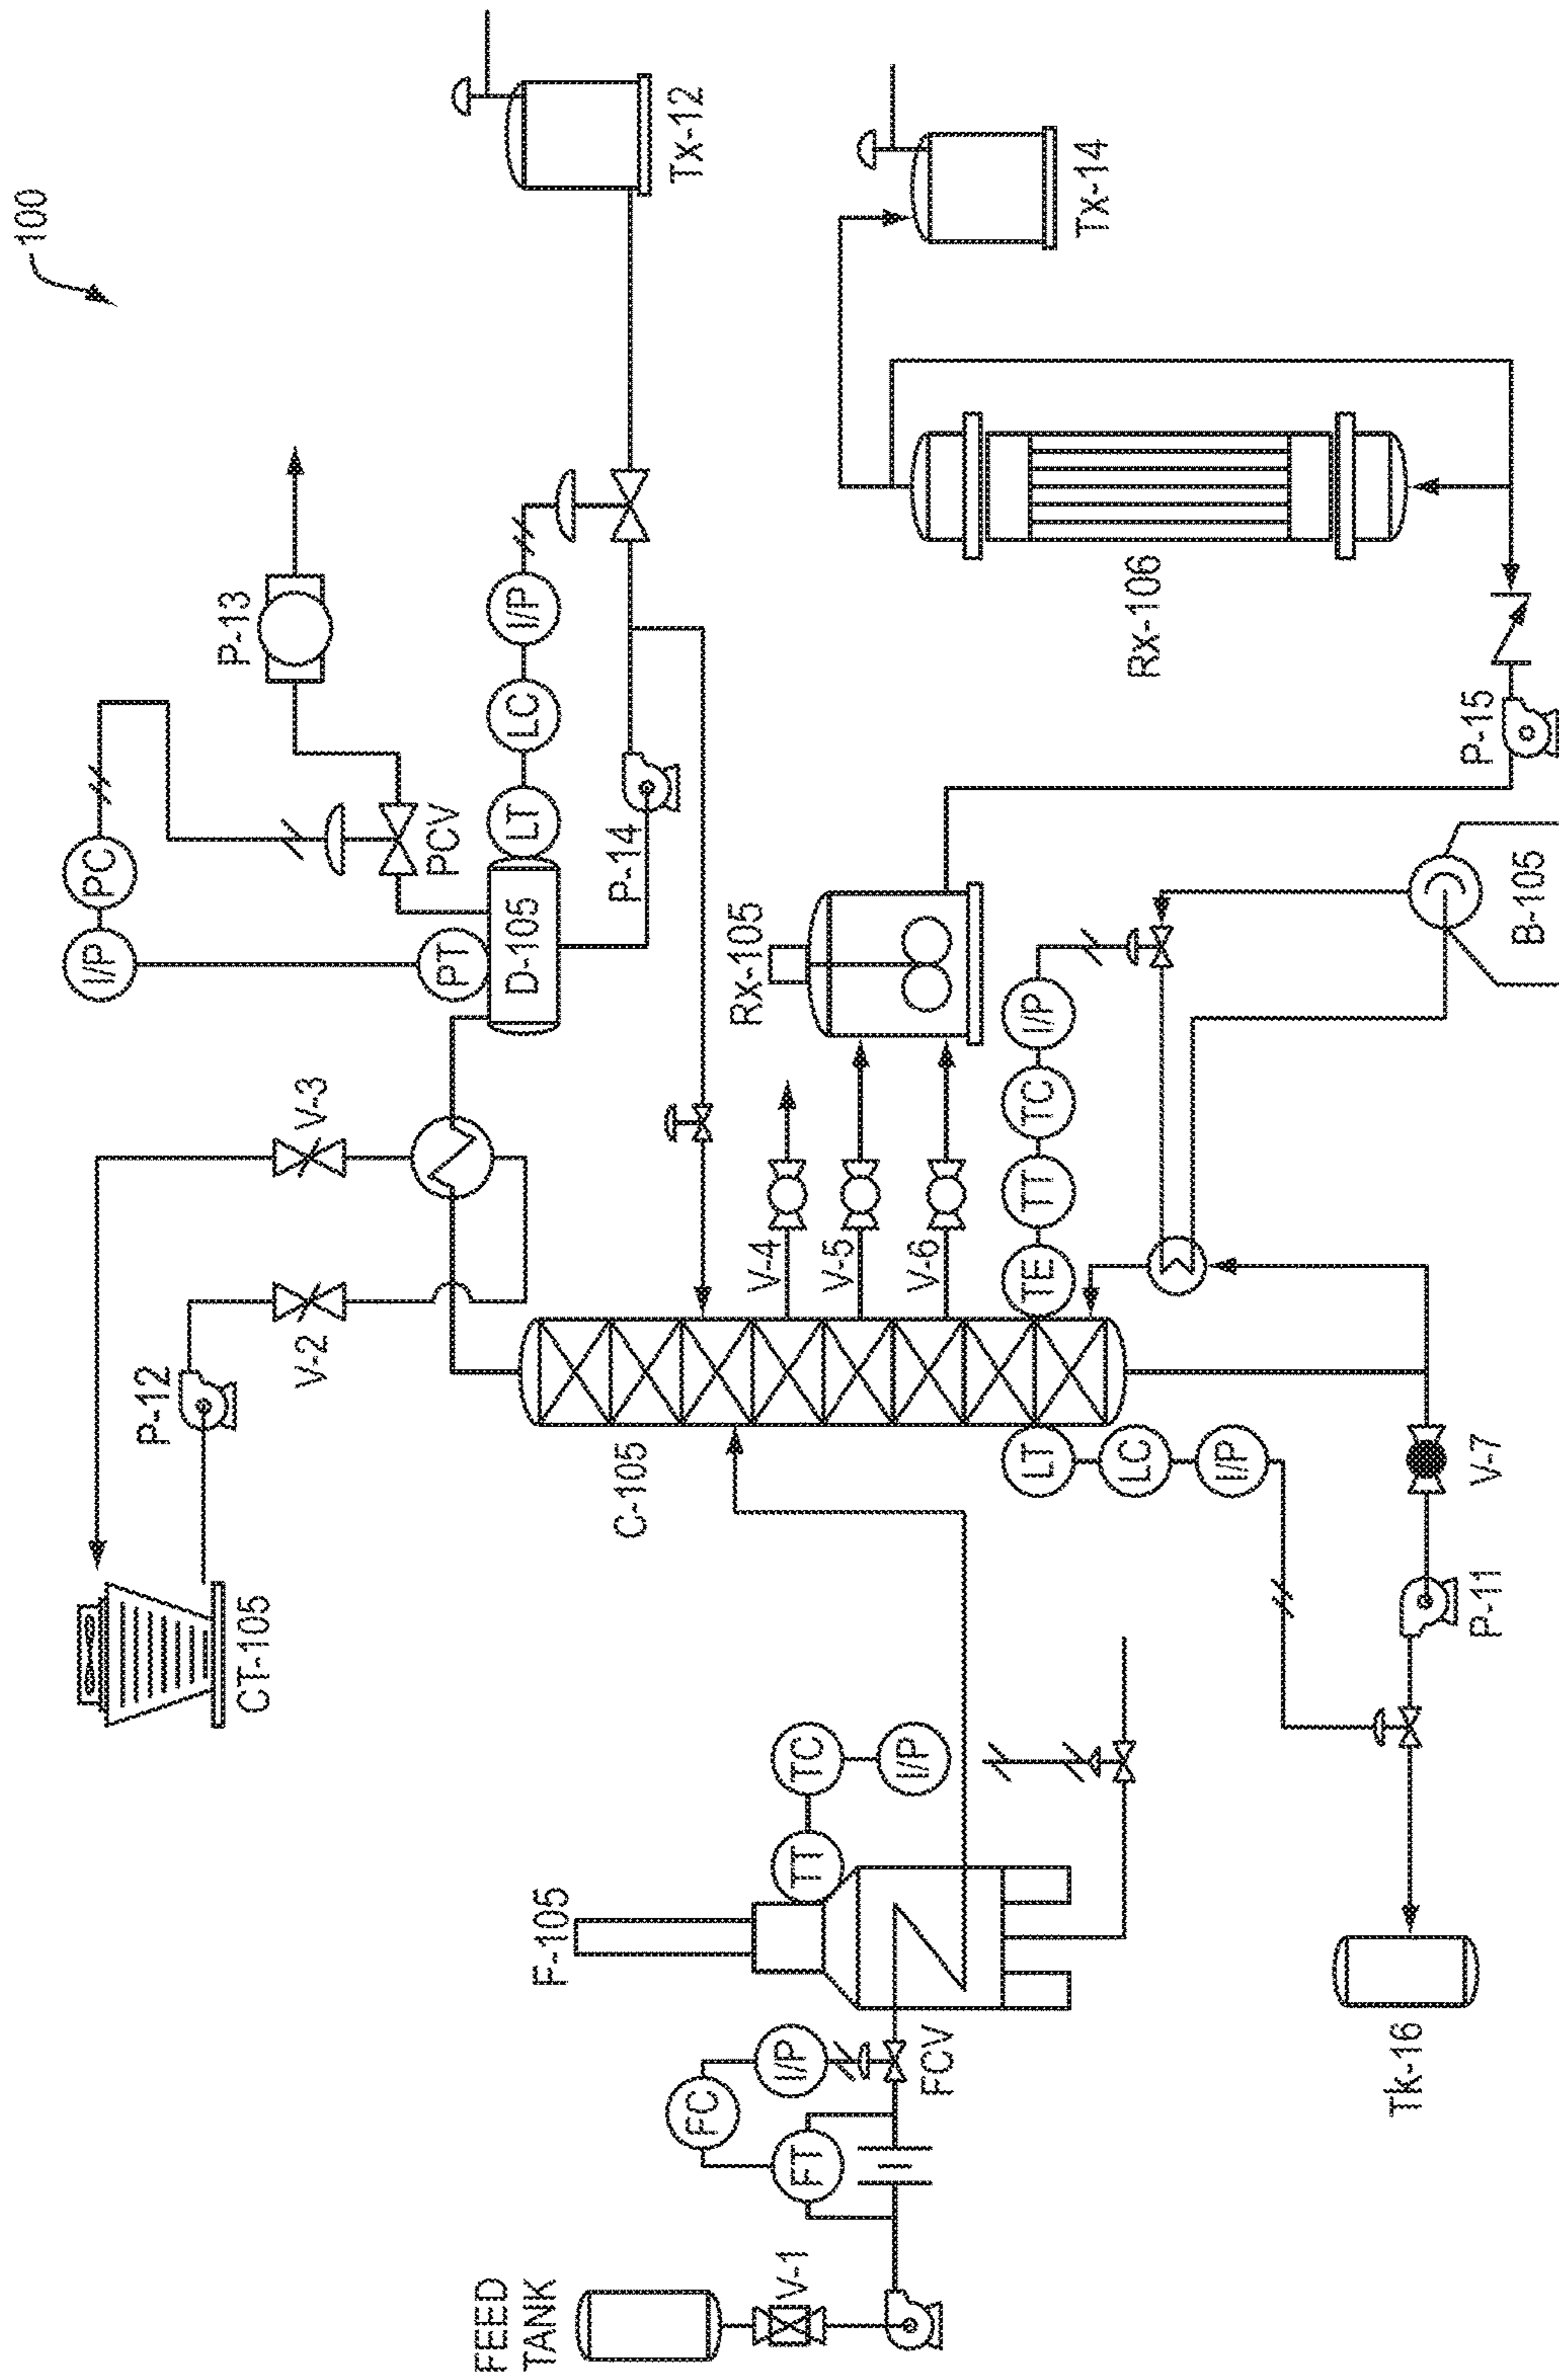 100
FEED
TANK
V-1
FT
FC
I/P
FCV
F-105
TT
TC
I/P
CT-105
P-12
V-2
V-3
I/P
PC
PT
D-105
PCV
P-13
LT
LC
I/P
P-14
Tx-12
C-105
V-4
V-5
V-6
Rx-105
TE
TT
TC
I/P
LT
LC
I/P
Tk-16
P-11
V-7
B-105
P-15
Rx-106
Tx-14